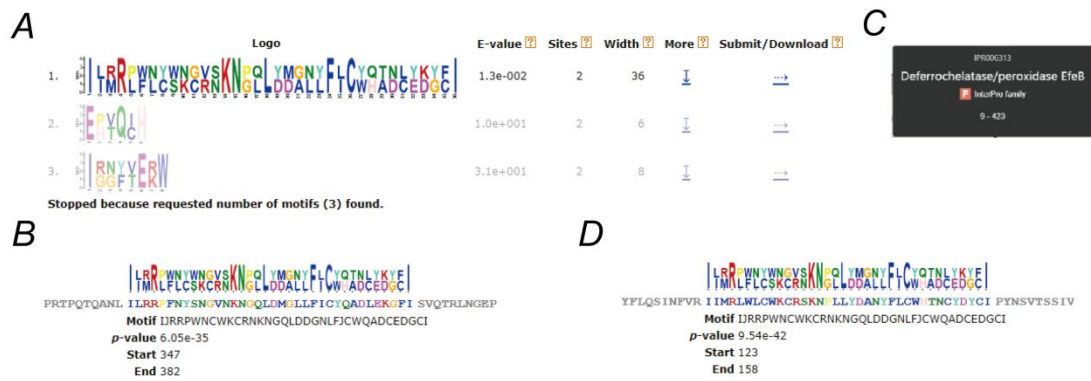 A
Logo E-value ? Sites ? Width ? More ? Submit/Download ?
1. 1.3e-002 2 36
2. 1.0e+001 2 6
3. 3.1e+001 2 8
Stopped because requested number of motifs (3) found.
C
IPR006313
Deferrochelatase/peroxidase EfeB
F InterPro family
9 - 423
B
PRTPQTQANL ILRRPFNYSNGVNKNGQLDMGLLFICYQADLEKGFI SVQTRLNGEP
Motif IJRRPWNCWKCRNKNGQLDDGNLFJCWQADCEDGCI
p-value 6.05e-35
Start 347
End 382
D
YFLQSINFVR IIMRLWLCWKCRSKNPLLYDANYFLCWHTNCYDYCI PYNSVTSSIV
Motif IJRRPWNCWKCRNKNGQLDDGNLFJCWQADCEDGCI
p-value 9.54e-42
Start 123
End 158